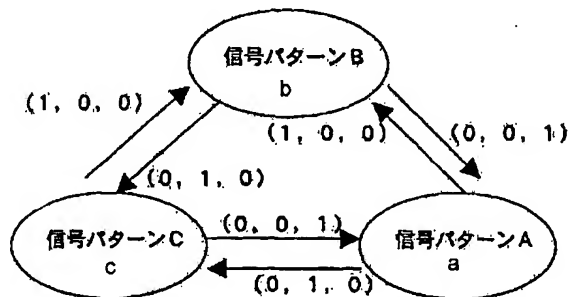 信号パターンB
b
(1, 0, 0)
(1, 0, 0)
(0, 0, 1)
(0, 1, 0)
信号パターンC
c
(0, 0, 1)
信号パターンA
a
(0, 1, 0)